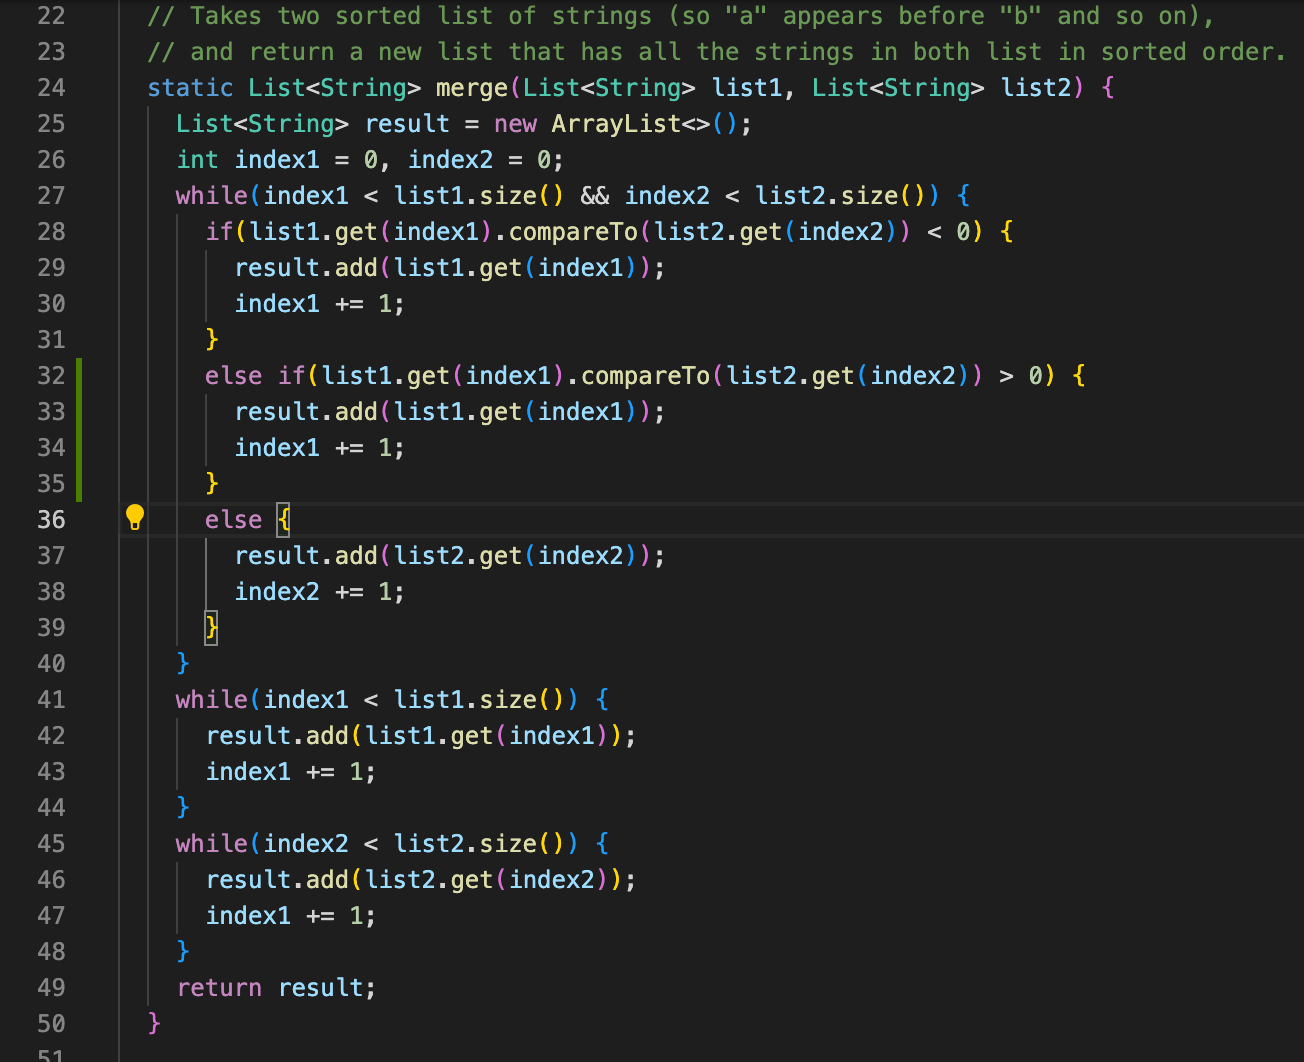 22 // Takes two sorted list of strings (so "a" appears before "b" and so on),
23 // and return a new list that has all the strings in both list in sorted order.
24 static List<String> merge(List<String> list1, List<String> list2) {
25 List<String> result = new ArrayList<>();
26 int index1 = 0, index2 = 0;
27 while(index1 < list1.size() && index2 < list2.size()) {
28 if(list1.get(index1).compareTo(list2.get(index2)) < 0) {
29 result.add(list1.get(index1));
30 index1 += 1;
31 }
32 else if(list1.get(index1).compareTo(list2.get(index2)) > 0) {
33 result.add(list1.get(index1));
34 index1 += 1;
35 }
36 else {
37 result.add(list2.get(index2));
38 index2 += 1;
39 }
40 }
41 while(index1 < list1.size()) {
42 result.add(list1.get(index1));
43 index1 += 1;
44 }
45 while(index2 < list2.size()) {
46 result.add(list2.get(index2));
47 index1 += 1;
48 }
49 return result;
50 }
51